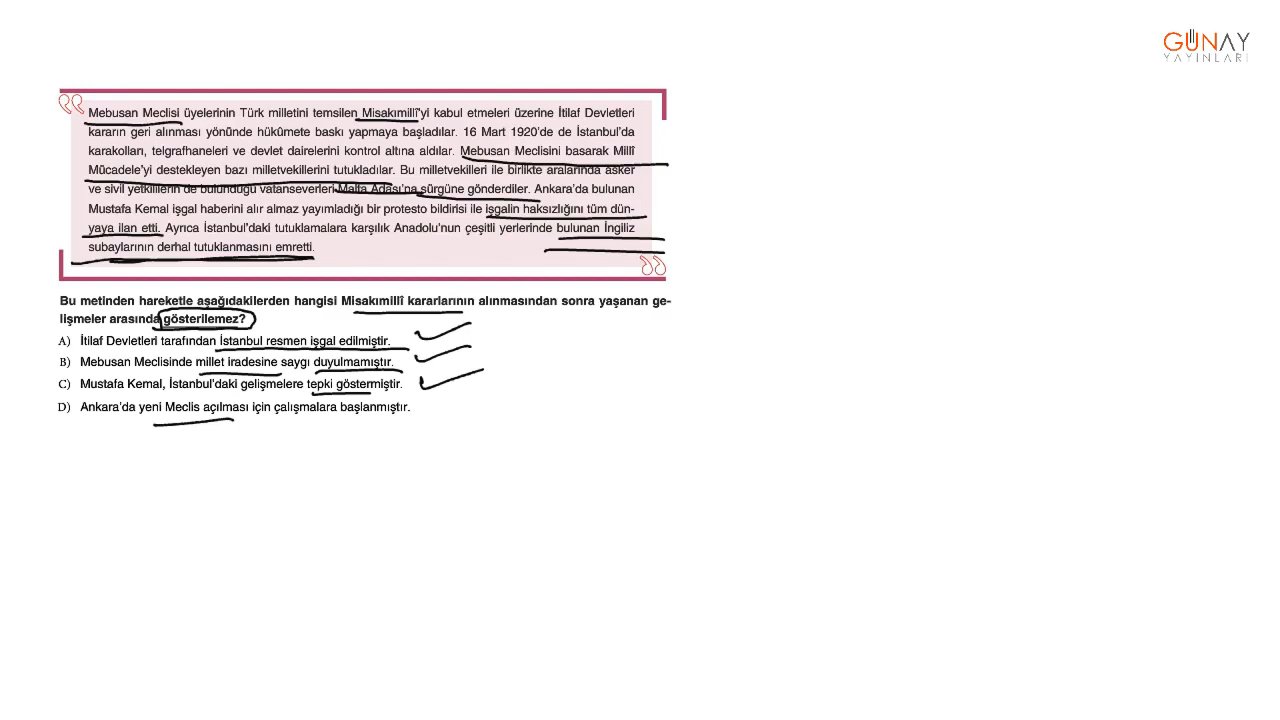 GÜNAY
YAYINLARI
Mebusan Meclisi üyelerinin Türk milletini temsilen Misakımillî'yi kabul etmeleri üzerine İtilaf Devletleri
kararın geri alınması yönünde hükûmete baskı yapmaya başladılar. 16 Mart 1920'de de İstanbul'da
karakolları, telgrafhaneleri ve devlet dairelerini kontrol altına aldılar. Mebusan Meclisini basarak Millî
Mücadele'yi destekleyen bazı milletvekillerini tutukladılar. Bu milletvekilleri ile birlikte aralarında asker
ve sivil yetkililerin de bulunduğu vatanseverleri Malta Adası'na sürgüne gönderdiler. Ankara'da bulunan
Mustafa Kemal işgal haberini alır almaz yayımladığı bir protesto bildirisi ile işgalin haksızlığını tüm dün-
yaya ilan etti. Ayrıca İstanbul'daki tutuklamalara karşılık Anadolu'nun çeşitli yerlerinde bulunan İngiliz
subaylarının derhal tutuklanmasını emretti.
Bu metinden hareketle aşağıdakilerden hangisi Misakımillî kararlarının alınmasından sonra yaşanan ge-
lişmeler arasında gösterilemez?
A) İtilaf Devletleri tarafından İstanbul resmen işgal edilmiştir.
B) Mebusan Meclisinde millet iradesine saygı duyulmamıştır.
C) Mustafa Kemal, İstanbul'daki gelişmelere tepki göstermiştir.
D) Ankara'da yeni Meclis açılması için çalışmalara başlanmıştır.